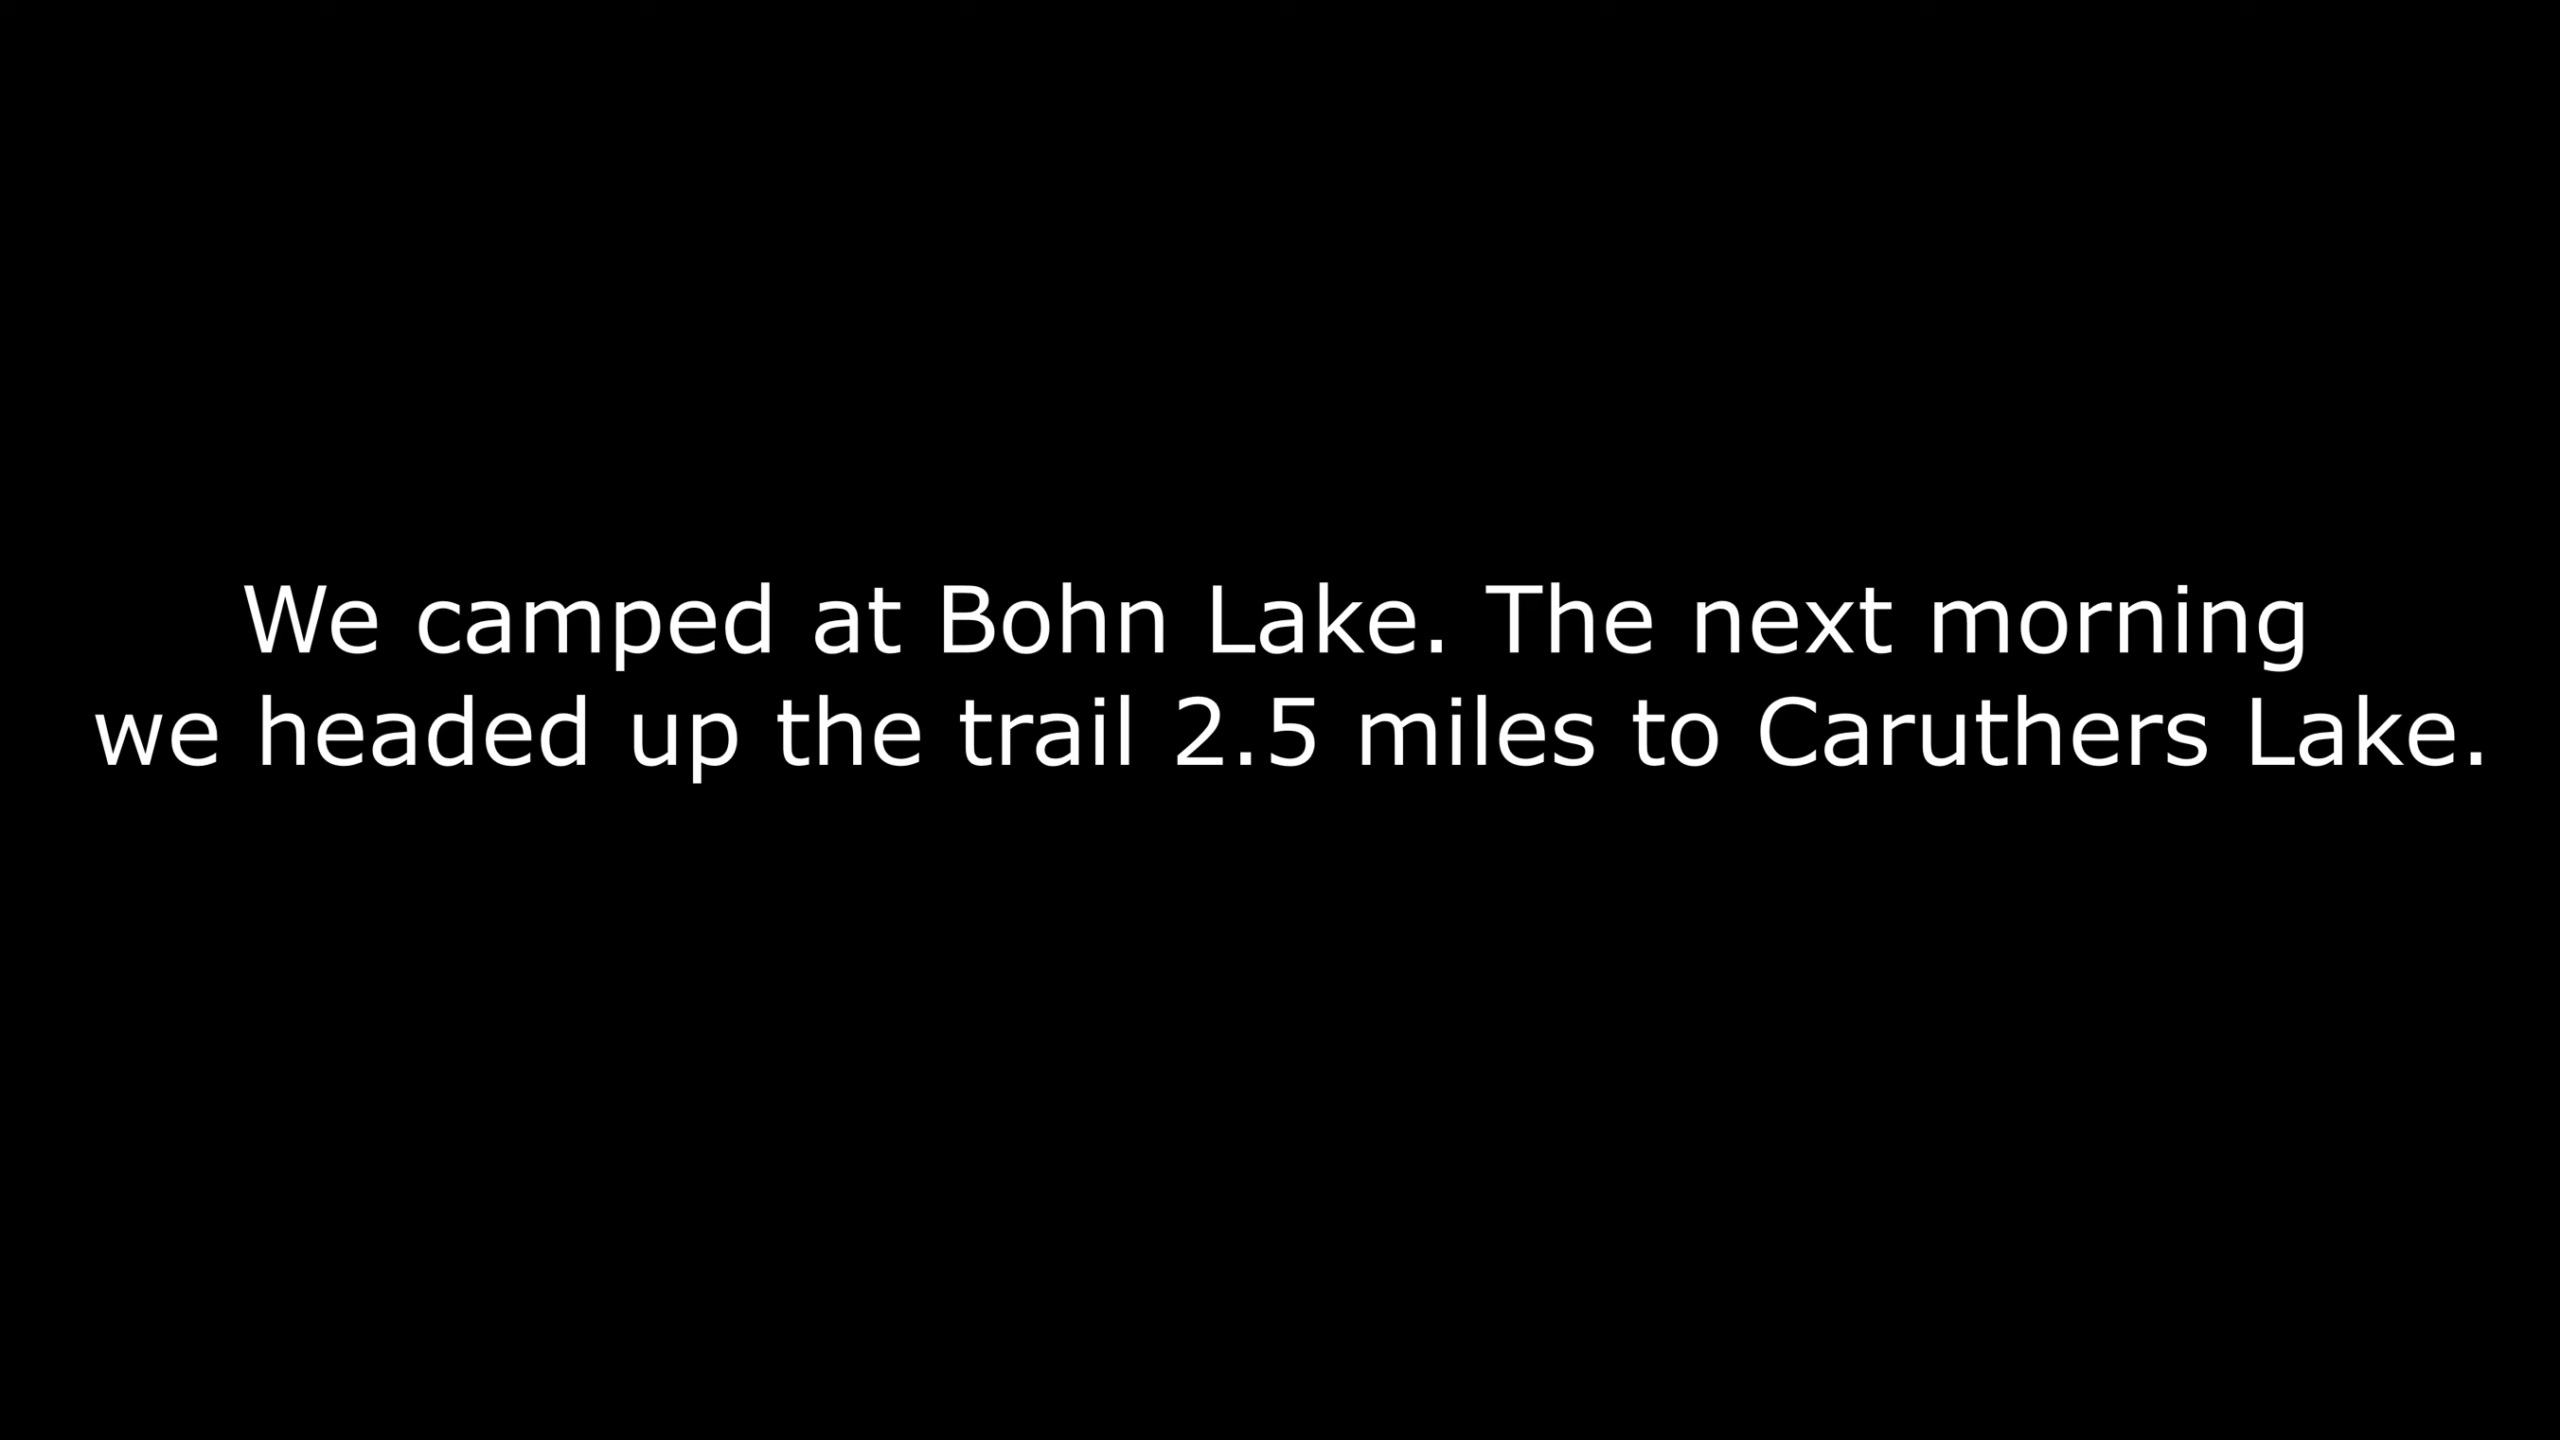 We camped at Bohn Lake. The next morning
we headed up the trail 2.5 miles to Caruthers Lake.